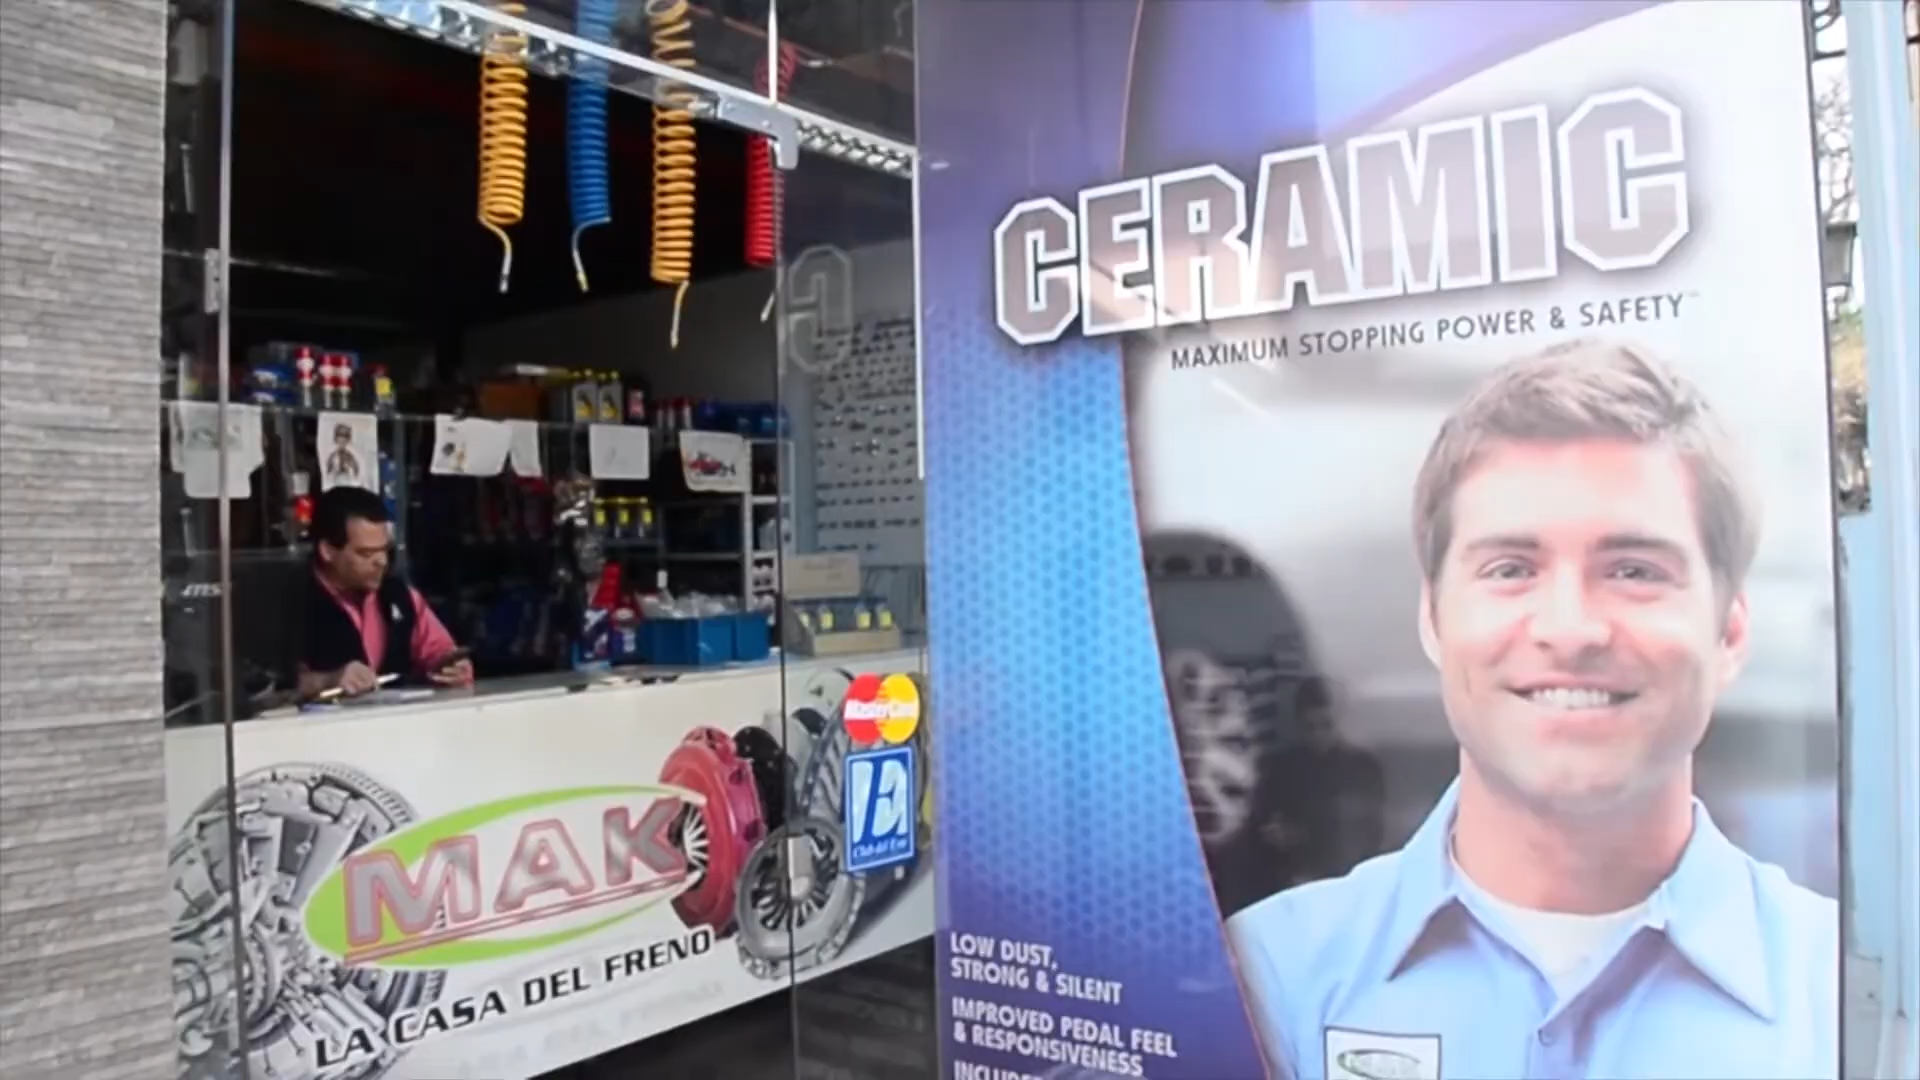 CERAMIC
MAXIMUM STOPPING POWER & SAFETY™
MasterCard
MAK
LA CASA DEL FRENO
LOW DUST,
STRONG & SILENT
IMPROVED PEDAL FEEL
& RESPONSIVENESS